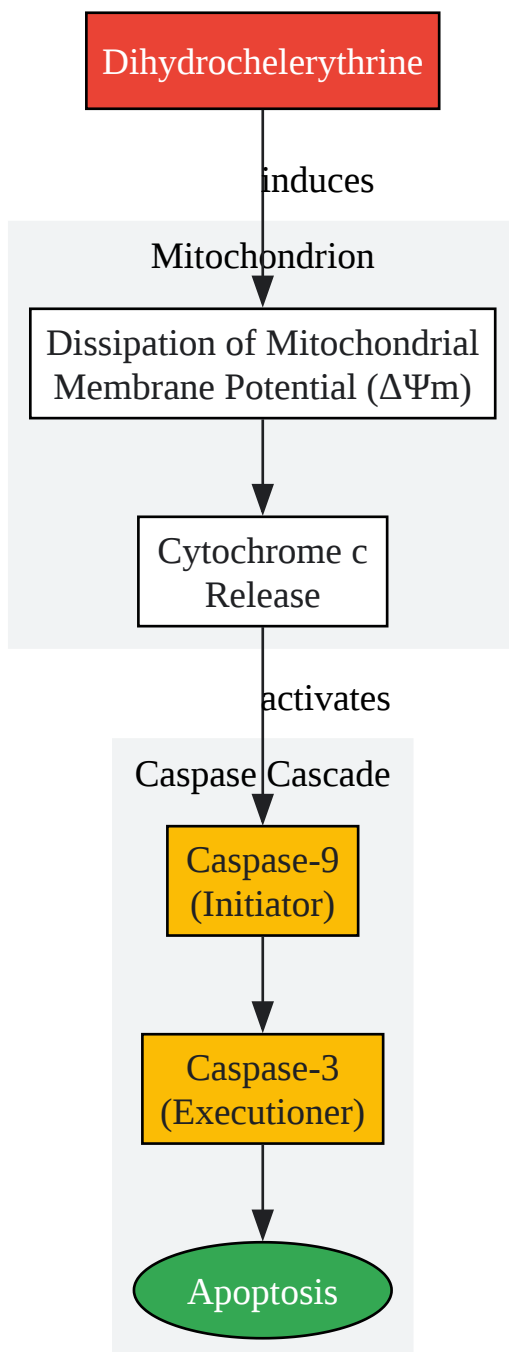 Dihydrochelerythrine
induces
Mitochondrion
Dissipation of Mitochondrial
Membrane Potential (ΔΨm)
Cytochrome c
Release
activates
Caspase Cascade
Caspase-9
(Initiator)
Caspase-3
(Executioner)
Apoptosis